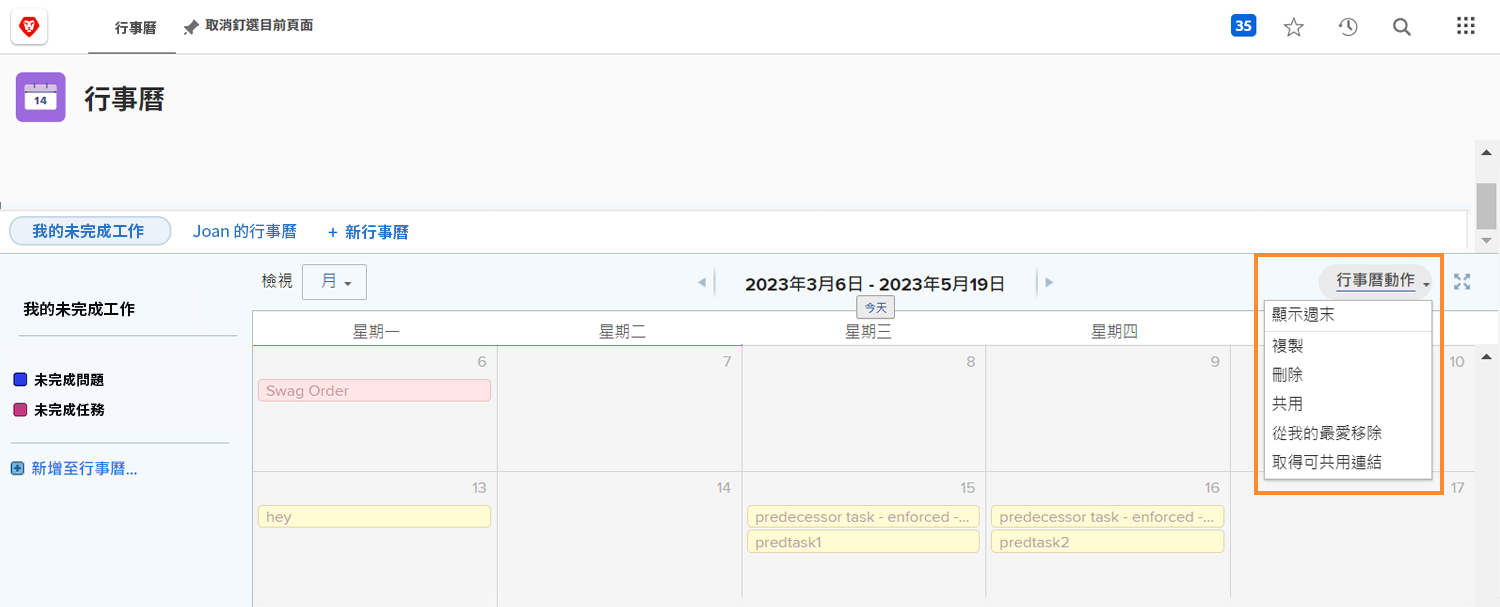 行事曆
取消釘選目前頁面
35
14
行事曆
我的未完成工作
Joan 的行事曆
+ 新行事曆
檢視
月
2023年3月6日 - 2023年5月19日
今天
行事曆動作
顯示週末
複製
刪除
共用
從我的最愛移除
取得可共用連結
我的未完成工作
未完成問題
未完成任務
新增至行事曆...
星期一
星期二
星期三
星期四
6
7
8
9
10
Swag Order
13
14
15
16
17
hey
predecessor task - enforced -...
predecessor task - enforced -...
predtask1
predtask2